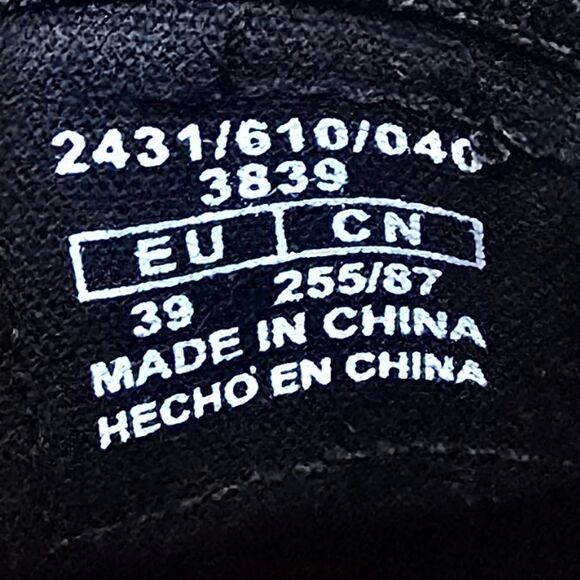 2431/610/040
3839
EU CN
39 255/87
MADE IN CHINA
HECHO EN CHINA